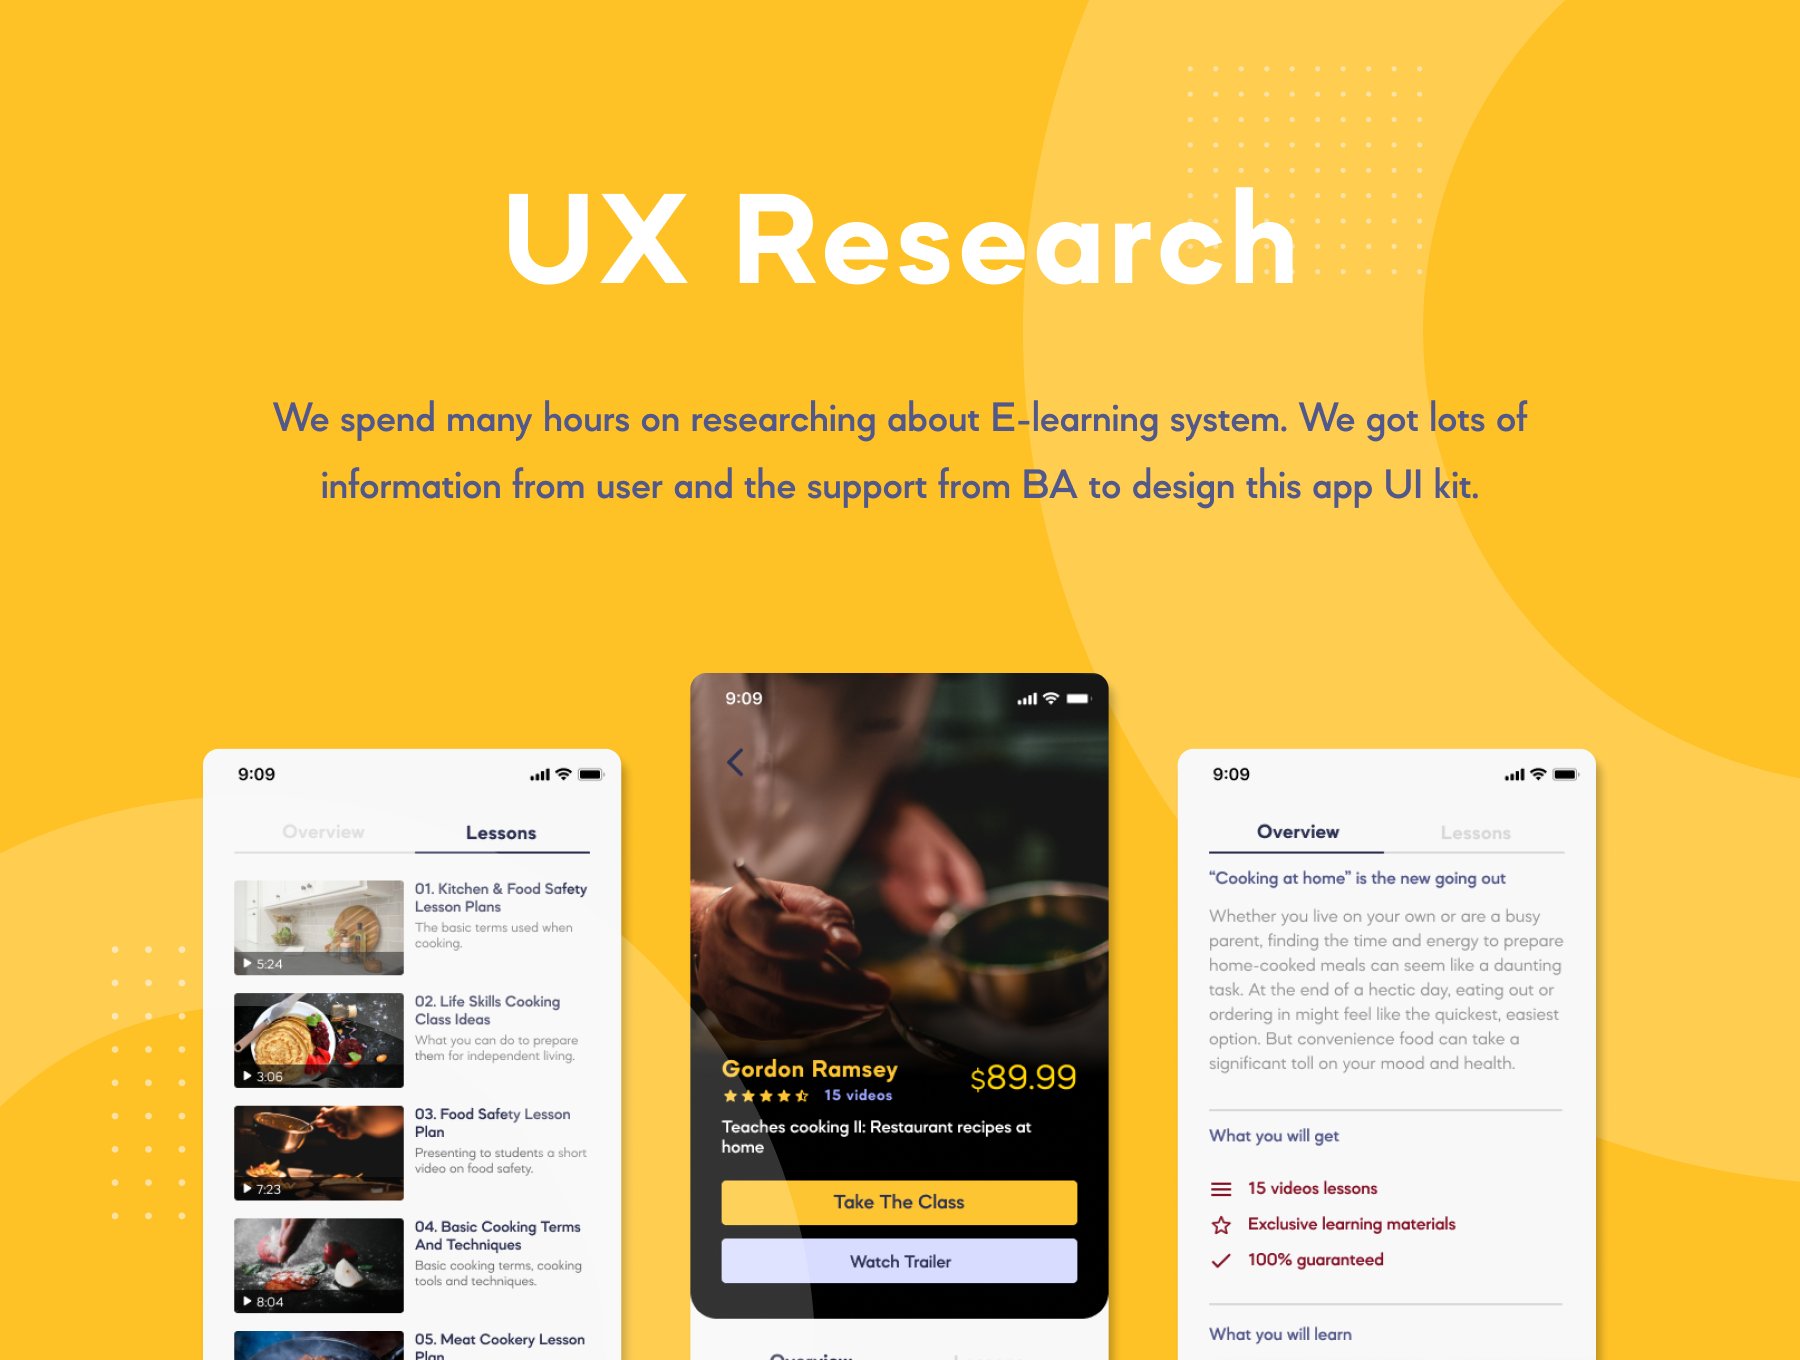 UX Research
We spend many hours on researching about E-learning system. We got lots of
information from user and the support from BA to design this app UI kit.
9:09
Overview
Lessons
01. Kitchen & Food Safety
Lesson Plans
The basic terms used when
cooking.
5:24
02. Life Skills Cooking
Class Ideas
What you can do to prepare
them for independent living.
3:06
03. Food Safety Lesson
Plan
Presenting to students a short
video on food safety.
7:23
04. Basic Cooking Terms
And Techniques
Basic cooking terms, cooking
tools and techniques.
8:04
05. Meat Cookery Lesson
Plan
9:09
Gordon Ramsey
$89.99
15 videos
Teaches cooking II: Restaurant recipes at
home
Take The Class
Watch Trailer
Overview
Lessons
9:09
Overview
Lessons
“Cooking at home” is the new going out
Whether you live on your own or are a busy
parent, finding the time and energy to prepare
home-cooked meals can seem like a daunting
task. At the end of a hectic day, eating out or
ordering in might feel like the quickest, easiest
option. But convenience food can take a
significant toll on your mood and health.
What you will get
15 videos lessons
Exclusive learning materials
100% guaranteed
What you will learn